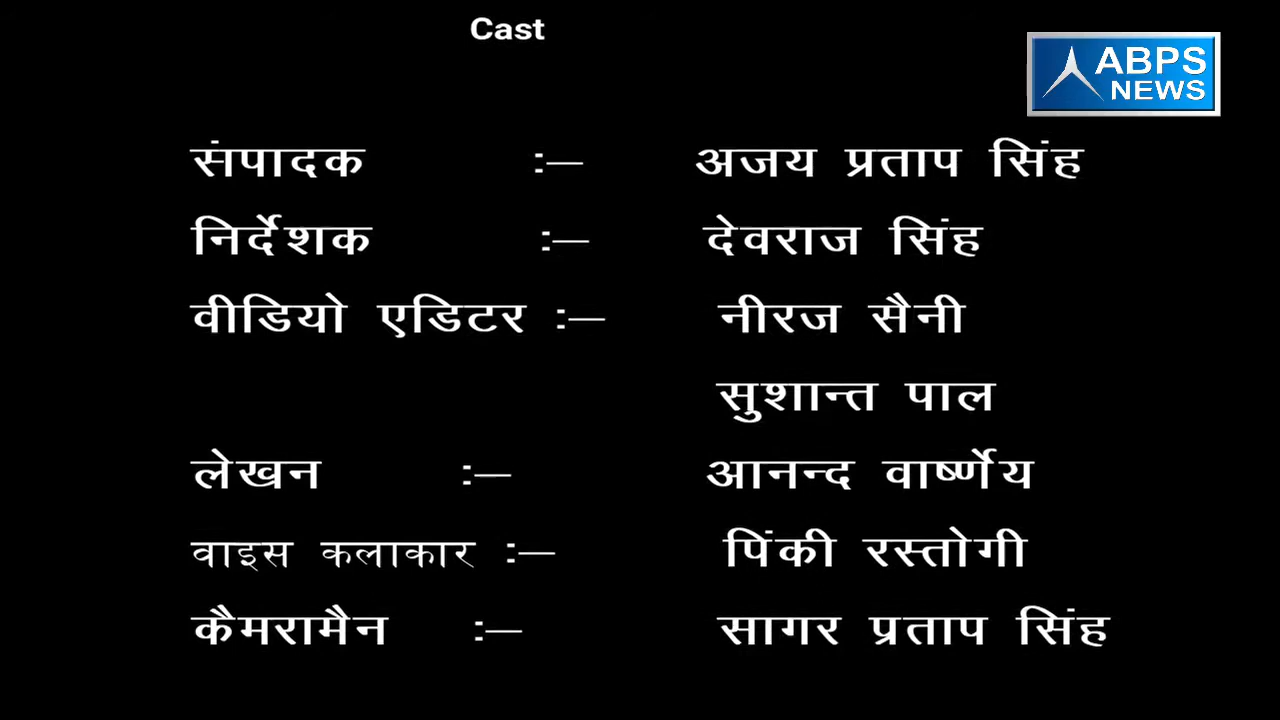 Cast
ABPS
NEWS
संपादक :— अजय प्रताप सिंह
निर्देशक :— देवराज सिंह
वीडियो एडिटर :— नीरज सैनी
सुशान्त पाल
लेखन :— आनन्द वार्ष्णेय
वाइस कलाकार :— पिंकी रस्तोगी
कैमरामैन :— सागर प्रताप सिंह